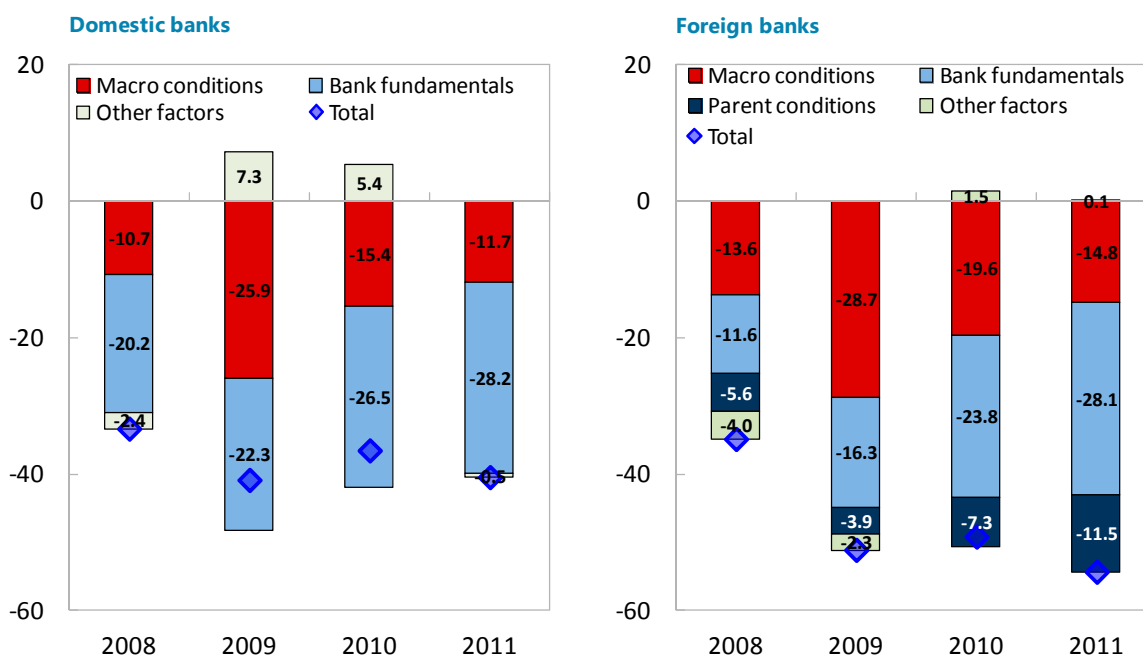 Domestic banks
20
Macro conditions Bank fundamentals
Other factors Total
7.3 5.4
0
-10.7 -25.9 -15.4 -11.7
-20.2 -22.3 -26.5 -28.2
-2.4 -0.5
-20
-40
-60
2008 2009 2010 2011
Foreign banks
20
Macro conditions Bank fundamentals
Parent conditions Other factors
Total
1.5 0.1
0
-13.6 -28.7 -19.6 -14.8
-11.6 -16.3 -23.8 -28.1
-5.6 -3.9 -7.3 -11.5
-4.0 -2.3
-20
-40
-60
2008 2009 2010 2011